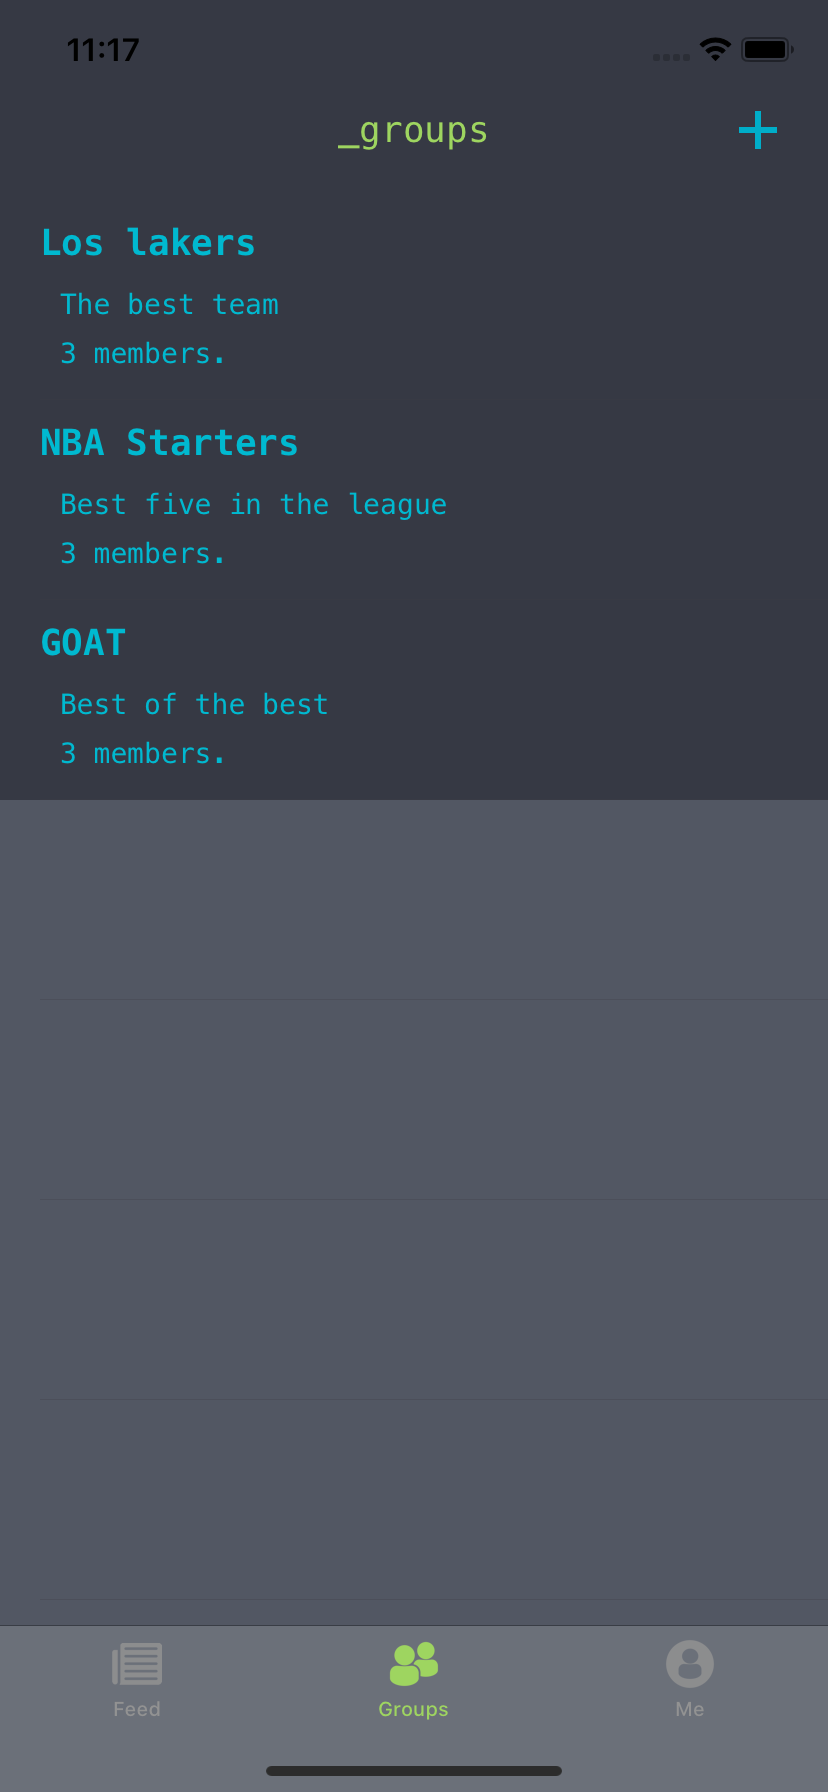 11:17
_groups
Los lakers
The best team
3 members.
NBA Starters
Best five in the league
3 members.
GOAT
Best of the best
3 members.
Feed
Groups
Me